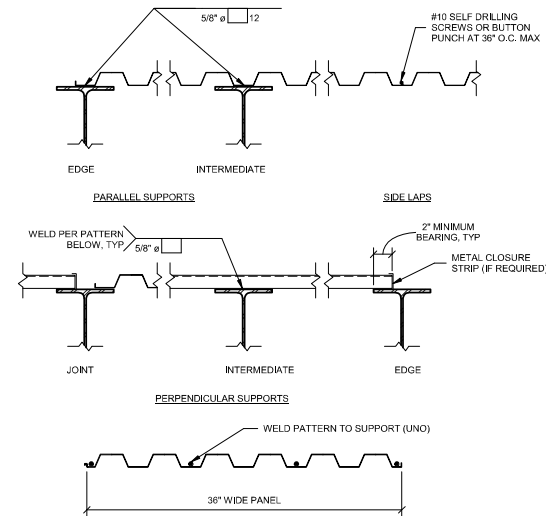 5/8" ø 12
#10 SELF DRILLING
SCREWS OR BUTTON
PUNCH AT 36" O.C. MAX
EDGE
INTERMEDIATE
PARALLEL SUPPORTS
SIDE LAPS
WELD PER PATTERN
BELOW, TYP
5/8" ø
2" MINIMUM
BEARING, TYP
METAL CLOSURE
STRIP (IF REQUIRED)
JOINT
INTERMEDIATE
EDGE
PERPENDICULAR SUPPORTS
WELD PATTERN TO SUPPORT (UNO)
36" WIDE PANEL